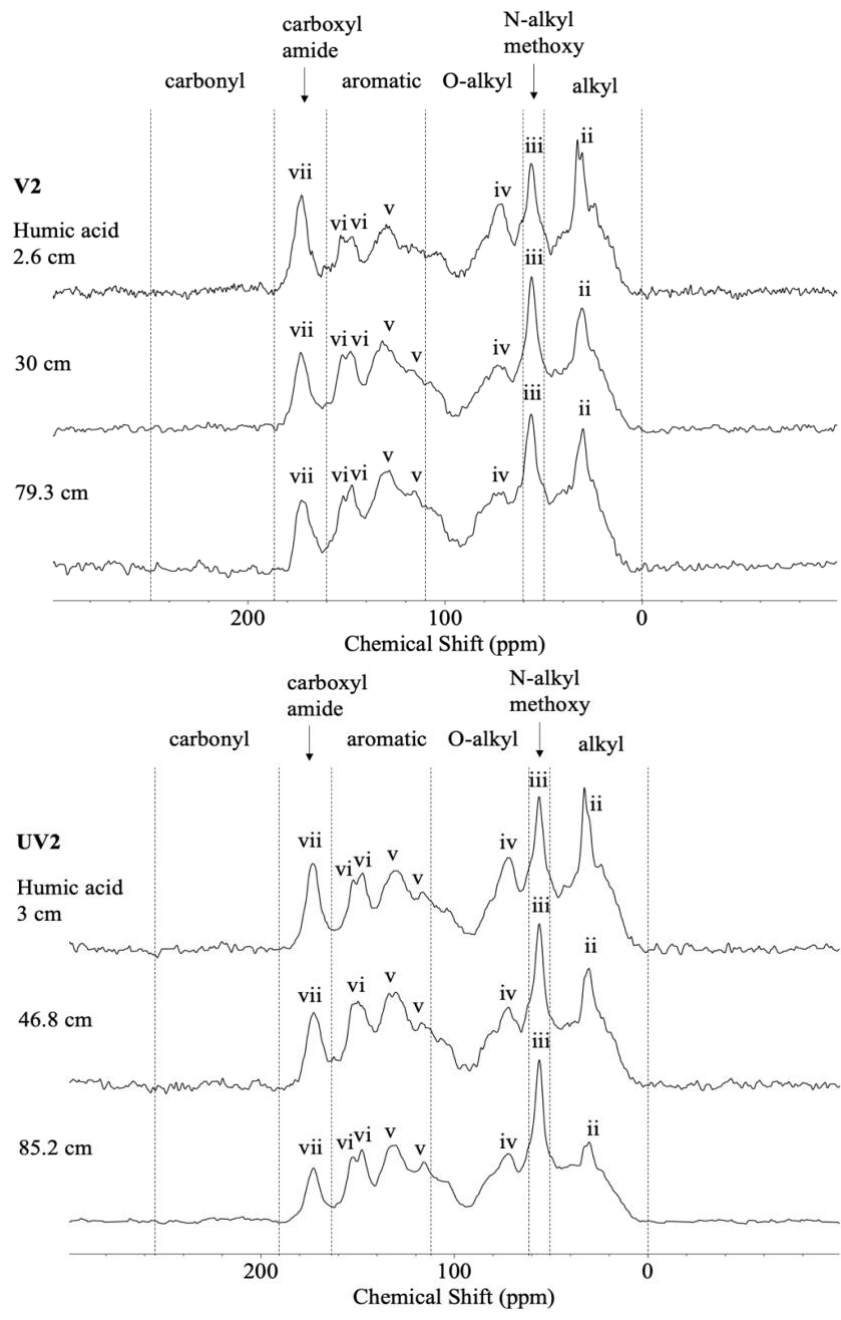 carboxyl
amide
N-alkyl
methoxy
carbonyl
aromatic
O-alkyl
alkyl
V2
Humic acid
2.6 cm
vii
vi vi
v
iv
iii
ii
30 cm
vii
vi vi
v
v
iv
iii
ii
79.3 cm
vii
vi vi
v
v
iv
iii
ii
200
100
0
Chemical Shift (ppm)
carboxyl
amide
N-alkyl
methoxy
carbonyl
aromatic
O-alkyl
alkyl
UV2
Humic acid
3 cm
vii
vi vi
v
v
iv
iii
ii
46.8 cm
vii
vi
v
v
iv
iii
ii
85.2 cm
vii
vi vi
v
v
iv
iii
ii
200
100
0
Chemical Shift (ppm)